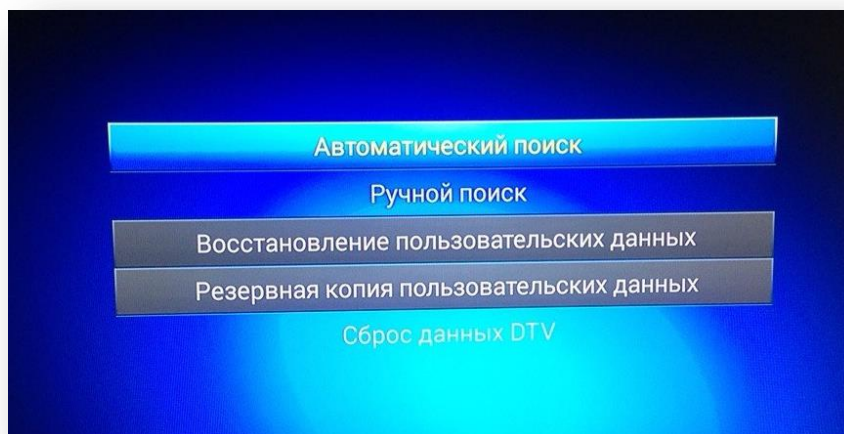 Автоматический поиск
Ручной поиск
Восстановление пользовательских данных
Резервная копия пользовательских данных
Сброс данных DTV